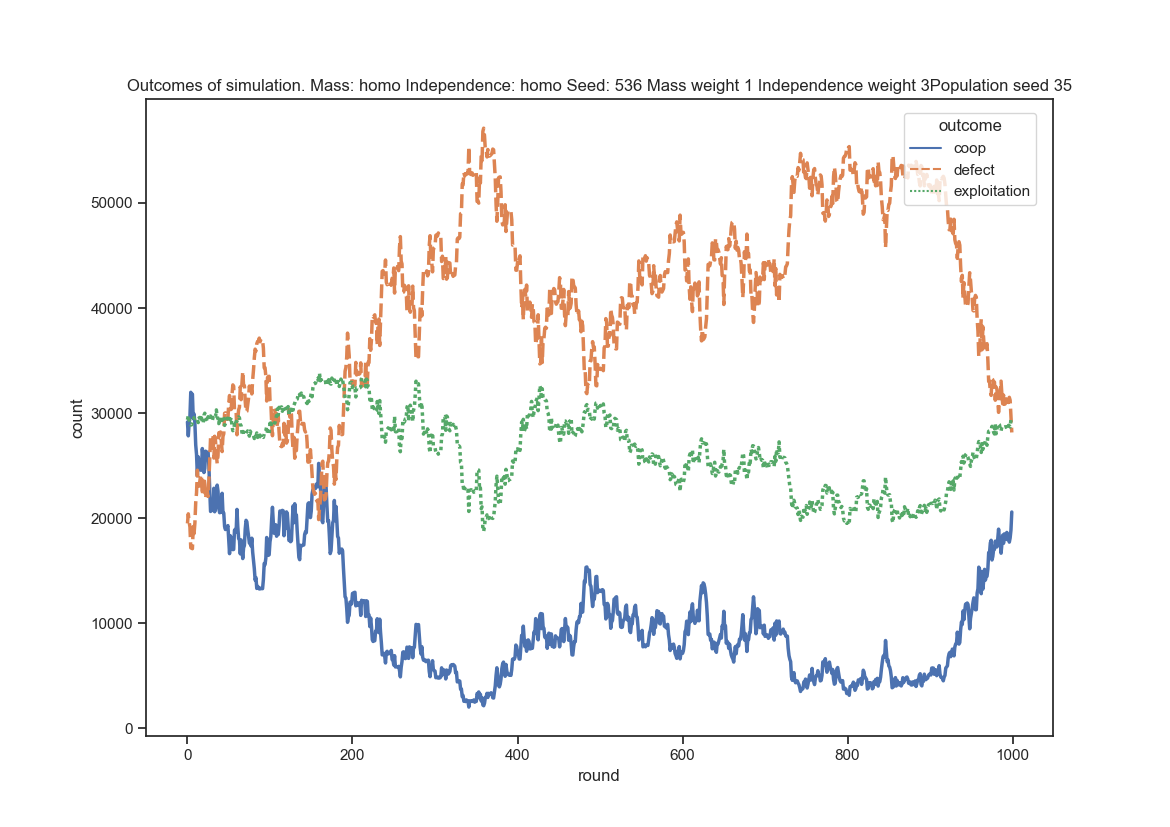 Outcomes of simulation. Mass: homo Independence: homo Seed: 536 Mass weight 1 Independence weight 3Population seed 35
outcome
coop
defect
exploitation
50000
40000
30000
20000
10000
0
count
0 200 400 600 800 1000
round